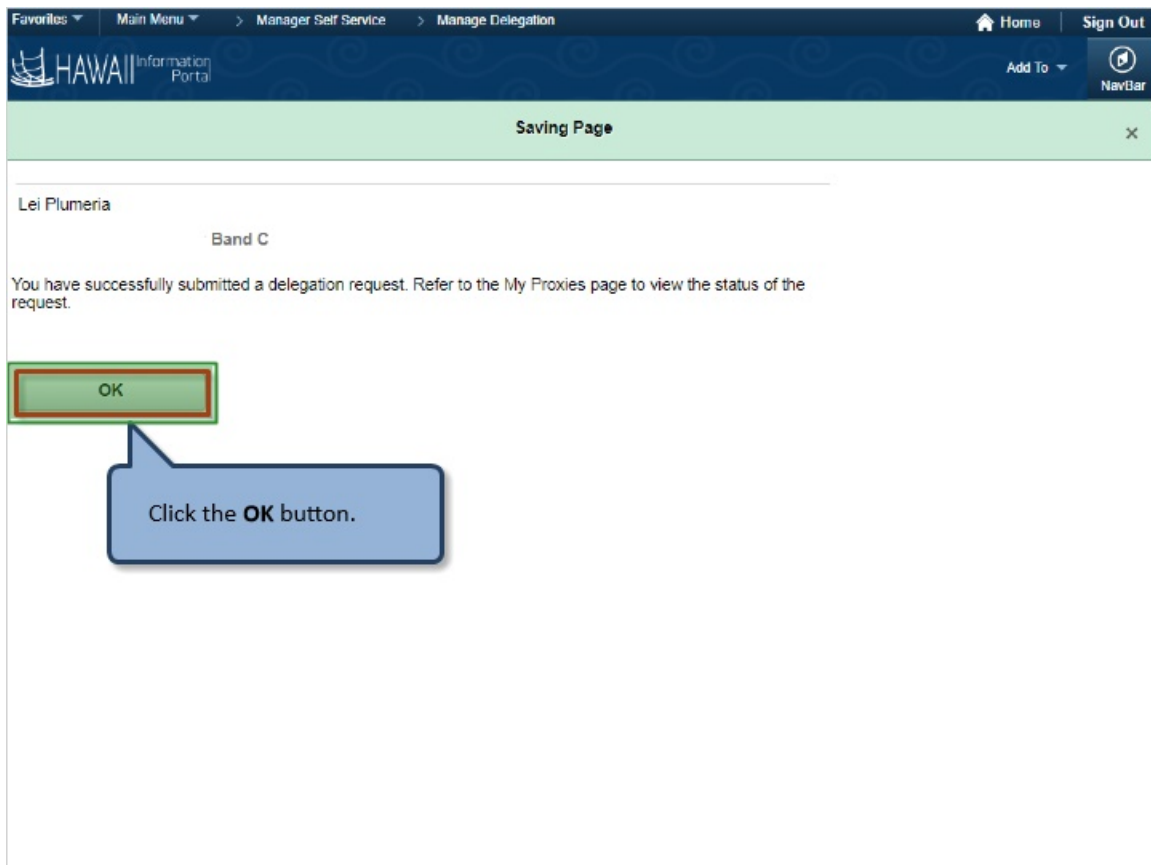 Favorites Main Menu > Manager Self Service > Manage Delegation Home Sign Out
HAWAII Information Portal
Add To
NavBar
Saving Page ×
Lei Plumeria
Band C
You have successfully submitted a delegation request. Refer to the My Proxies page to view the status of the
request.
OK
Click the OK button.